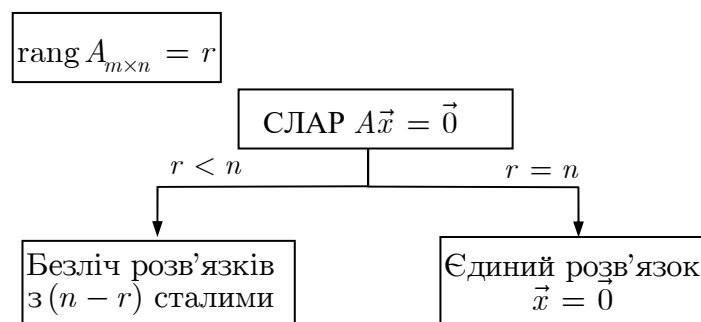 rang A_{m×n} = r
СЛАР A\vec{x} = \vec{0}
r < n
r = n
Безліч розв'язків
з (n − r) сталими
Єдиний розв'язок
\vec{x} = \vec{0}